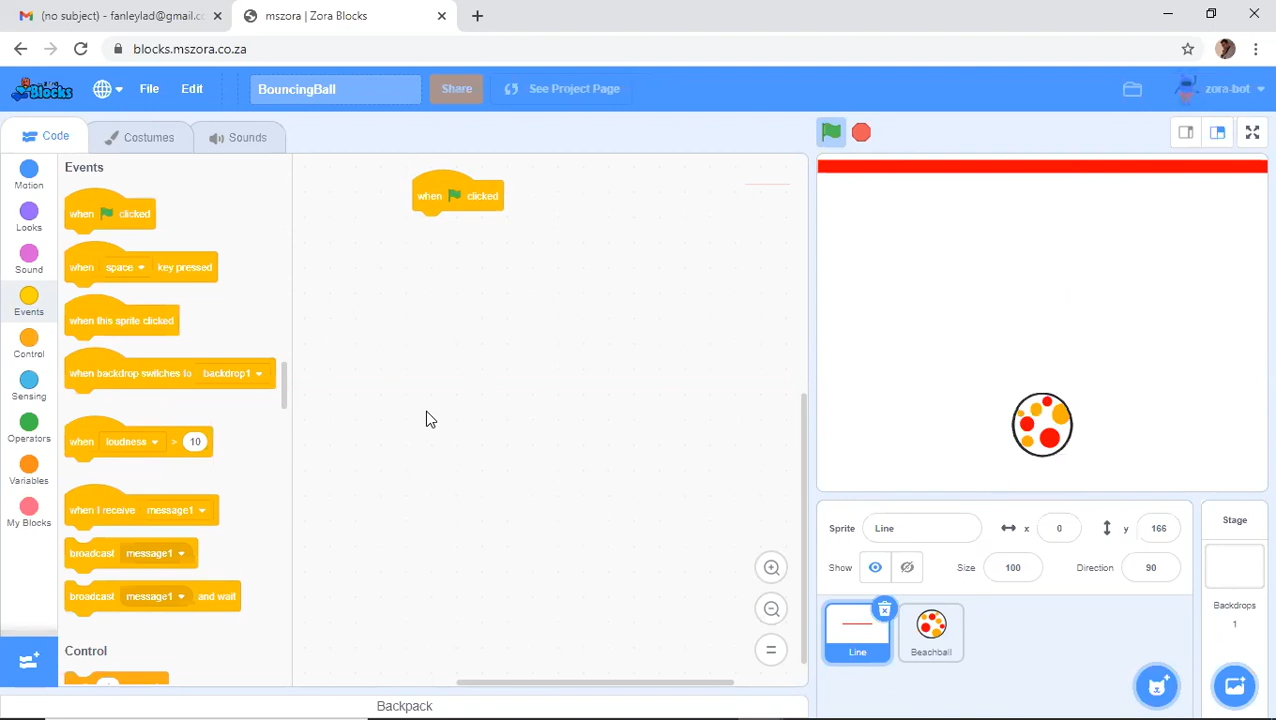 (no subject) - fanleylad@gmail.cc
mszora | Zora Blocks
blocks.mszora.co.za
Blocks
File
Edit
BouncingBall
Share
See Project Page
zora-bot
Code
Costumes
Sounds
Motion
Looks
Sound
Events
Control
Sensing
Operators
Variables
My Blocks
Events
when clicked
when space key pressed
when this sprite clicked
when backdrop switches to backdrop1
when loudness > 10
when I receive message1
broadcast message1
broadcast message1 and wait
Control
when clicked
Sprite Line x 0 y 166
Show Size 100 Direction 90
Line
Beachball
Stage
Backdrops
1
Backpack